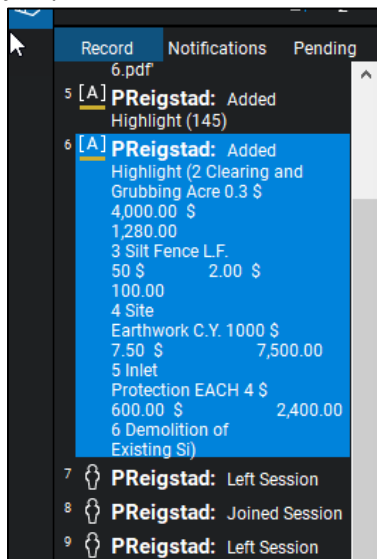 Record Notifications Pending
6.pdf'
5 [A] PReigstad: Added
Highlight (145)
6 [A] PReigstad: Added
Highlight (2 Clearing and
Grubbing Acre 0.3 $
4,000.00 $
1,280.00
3 Silt Fence L.F.
50 $ 2.00 $
100.00
4 Site
Earthwork C.Y. 1000 $
7.50 $ 7,500.00
5 Inlet
Protection EACH 4 $
600.00 $ 2,400.00
6 Demolition of
Existing Si)
7 PReigstad: Left Session
8 PReigstad: Joined Session
9 PReigstad: Left Session